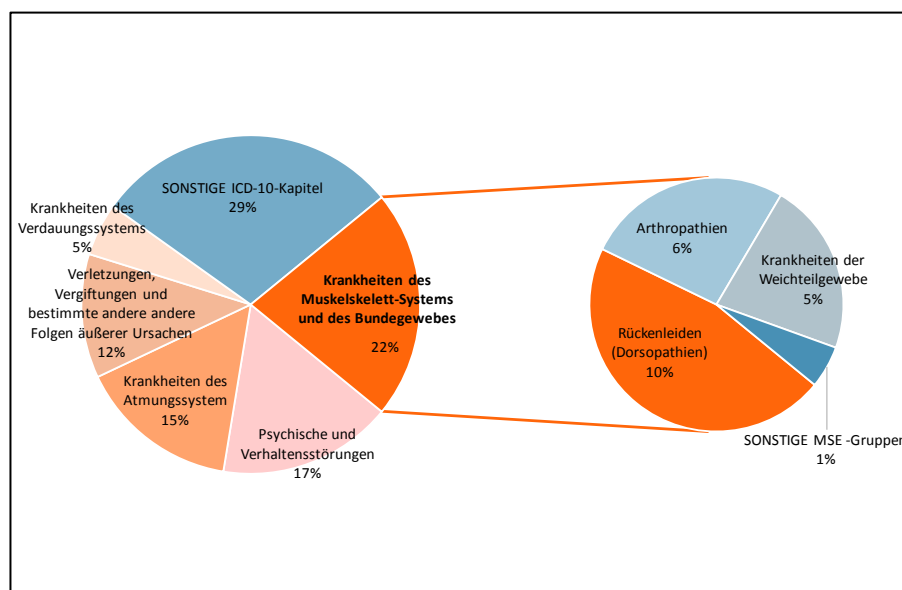 SONSTIGE ICD-10-Kapitel
29%
Krankheiten des
Verdauungssystems
5%
Verletzungen,
Vergiftungen und
bestimmte andere andere
Folgen äußerer Ursachen
12%
Krankheiten des
Atmungssystem
15%
Psychische und
Verhaltensstörungen
17%
Krankheiten des
Muskelskelett-Systems
und des Bundegewebes
22%
Arthropathien
6%
Krankheiten der
Weichteilgewebe
5%
Rückenleiden
(Dorsopathien)
10%
SONSTIGE MSE -Gruppen
1%